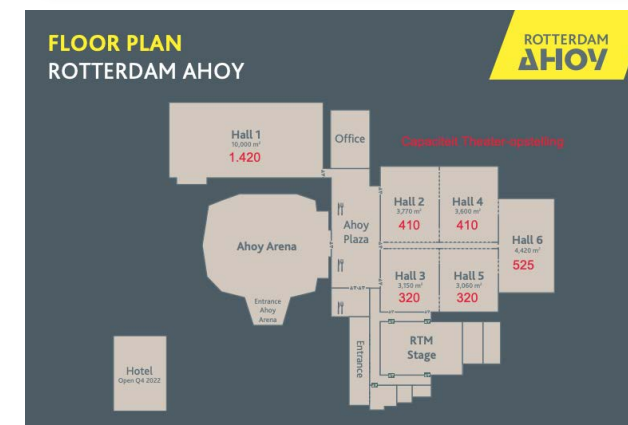 FLOOR PLAN
ROTTERDAM AHOY
ROTTERDAM
AHOY
Hall 1
10,000 m²
1.420
Office
Capaciteit Theater-opstelling
Hall 2
3,770 m²
410
Hall 4
3,600 m²
410
Ahoy
Plaza
Hall 6
4,420 m²
525
Ahoy Arena
Hall 3
3,150 m²
320
Hall 5
3,060 m²
320
Entrance
Ahoy
Arena
RTM
Stage
Entrance
Hotel
Open Q4 2022